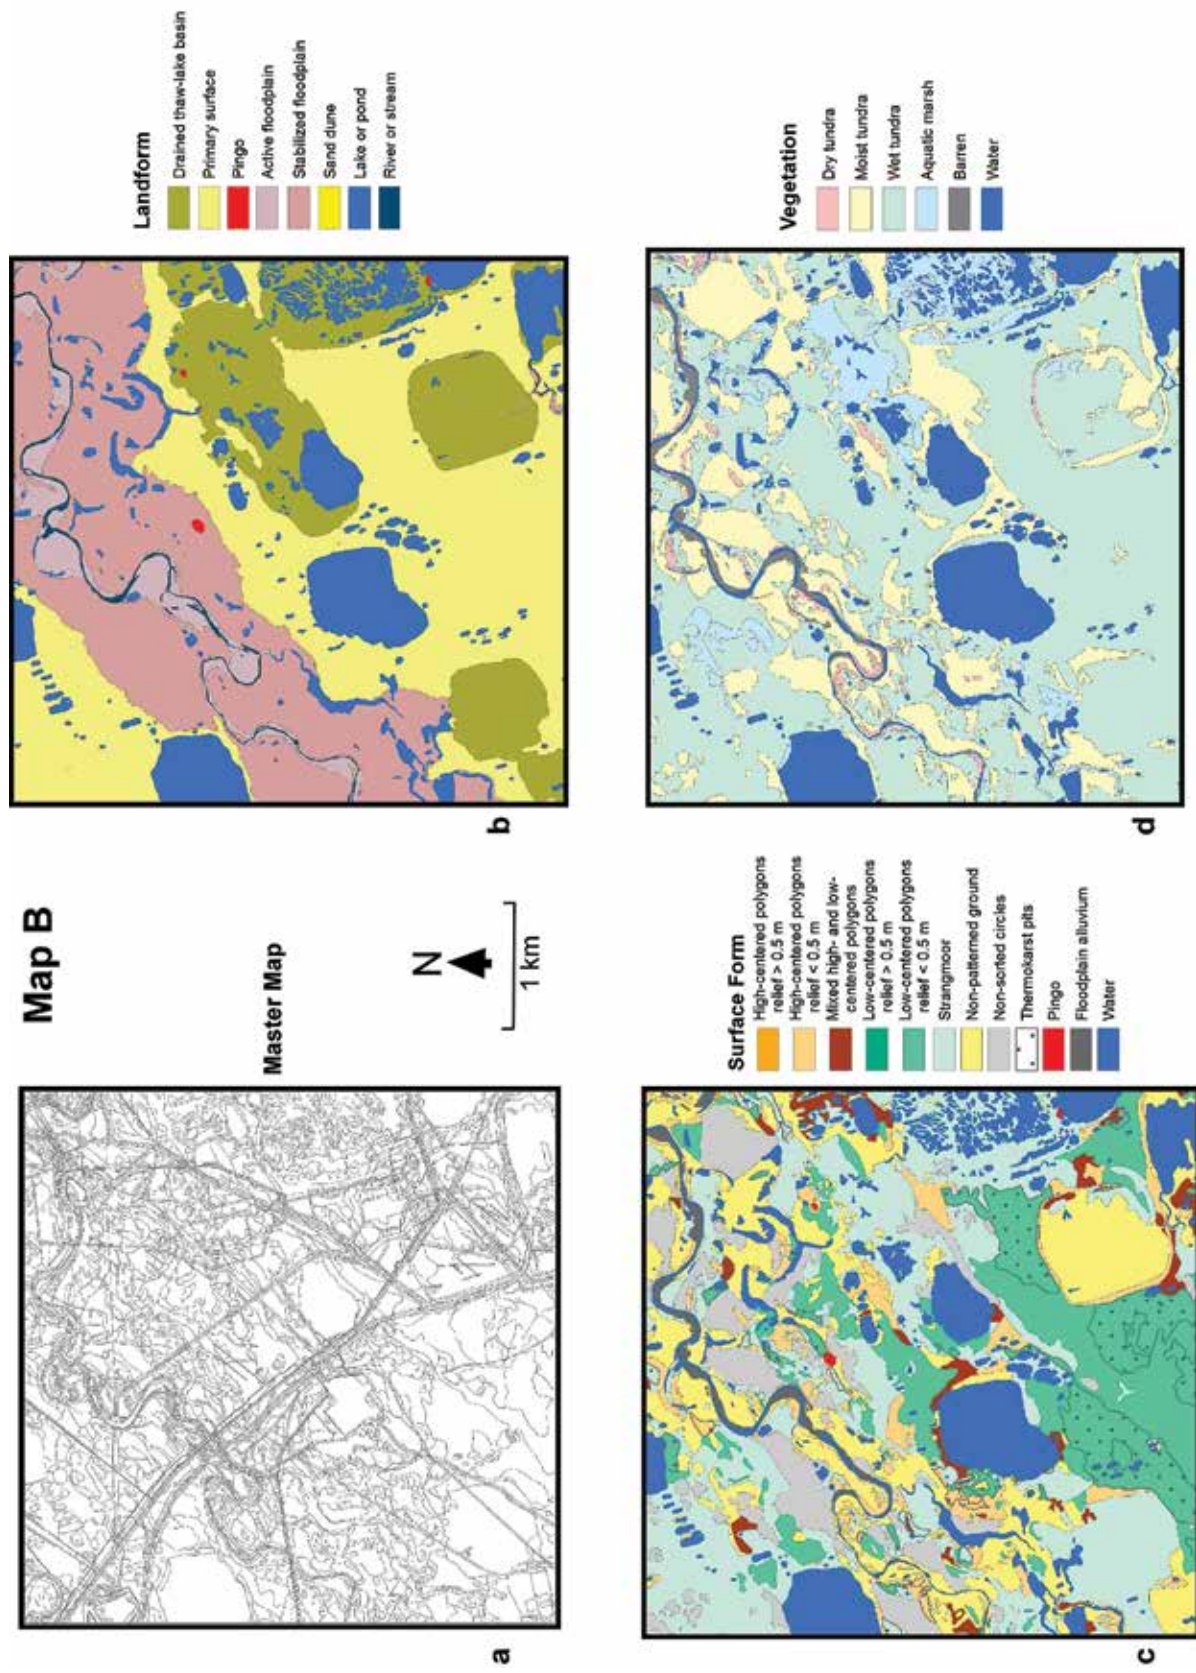 Map B
Master Map
N
1 km
a
Landform
Drained thaw-lake basin
Primary surface
Pingo
Active floodplain
Stabilized floodplain
Sand dune
Lake or pond
River or stream
b
Surface Form
High-centered polygons
relief > 0.5 m
High-centered polygons
relief < 0.5 m
Mixed high- and low-
centered polygons
Low-centered polygons
relief > 0.5 m
Low-centered polygons
relief < 0.5 m
Strangmoor
Non-patterned ground
Non-sorted circles
Thermokarst pits
Pingo
Floodplain alluvium
Water
c
Vegetation
Dry tundra
Moist tundra
Wet tundra
Aquatic marsh
Barren
Water
d